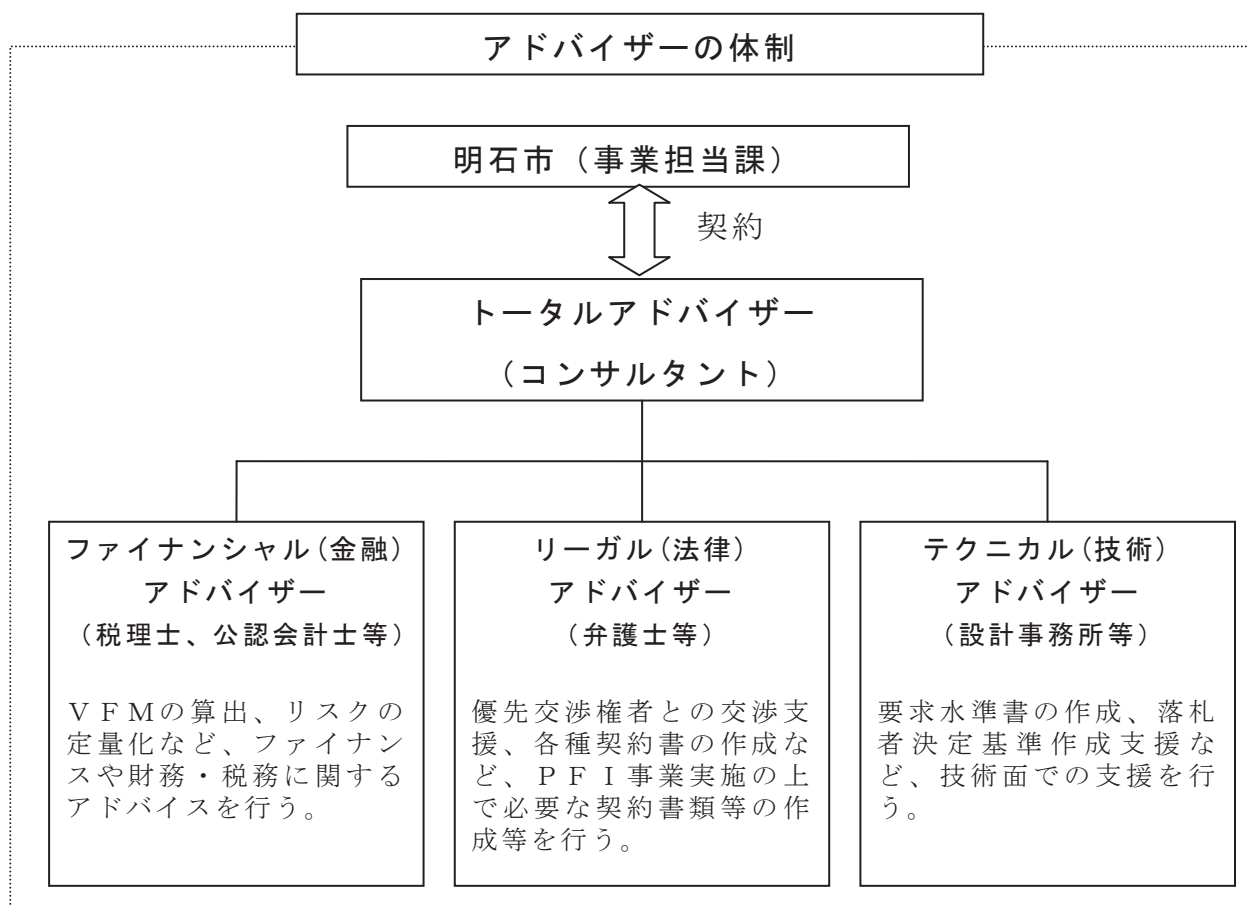 アドバイザーの体制
明石市（事業担当課）
契約
トータルアドバイザー
（コンサルタント）
ファイナンシャル(金融)
アドバイザー
（税理士、公認会計士等）
ＶＦＭの算出、リスクの
定量化など、ファイナン
スや財務・税務に関する
アドバイスを行う。
リーガル(法律)
アドバイザー
（弁護士等）
優先交渉権者との交渉支
援、各種契約書の作成な
ど、ＰＦＩ事業実施の上
で必要な契約書類等の作
成等を行う。
テクニカル(技術)
アドバイザー
（設計事務所等）
要求水準書の作成、落札
者決定基準作成支援な
ど、技術面での支援を行
う。